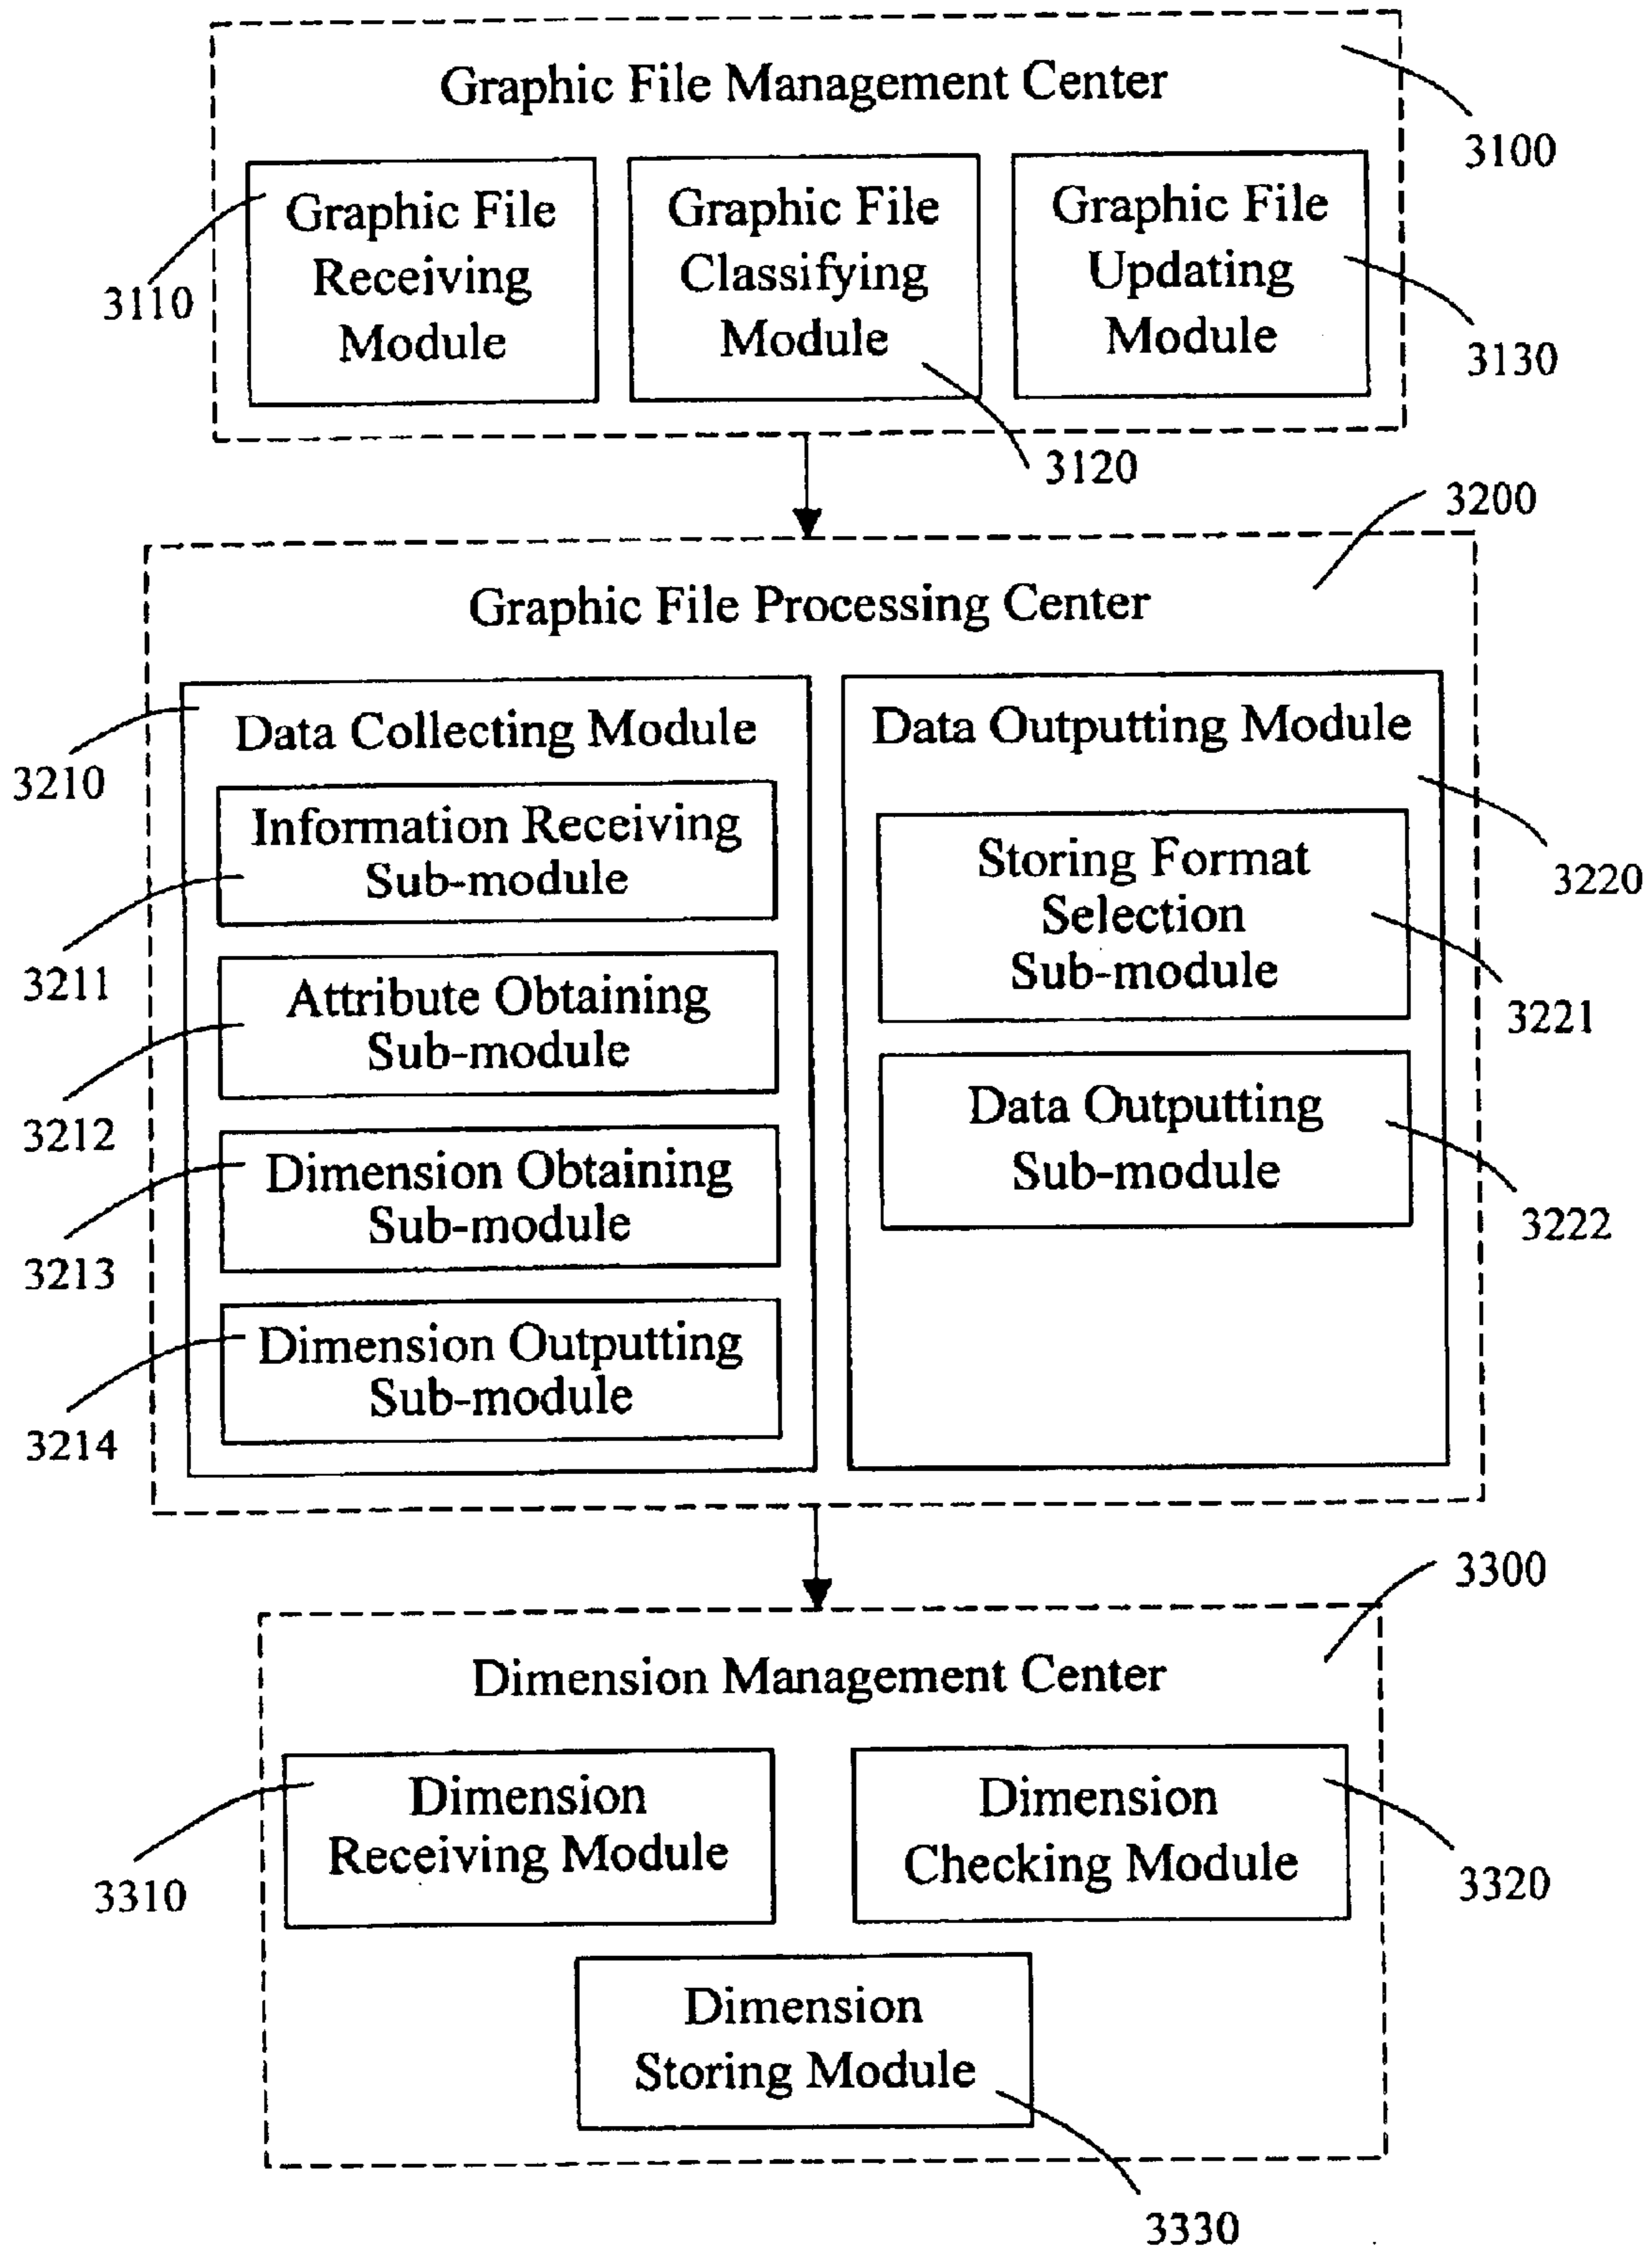 Graphic File Management Center
3100
Graphic File
Receiving
Module
3110
Graphic File
Classifying
Module
3120
Graphic File
Updating
Module
3130
3200
Graphic File Processing Center
Data Collecting Module
3210
Information Receiving
Sub-module
3211
Attribute Obtaining
Sub-module
3212
Dimension Obtaining
Sub-module
3213
Dimension Outputting
Sub-module
3214
Data Outputting Module
3220
Storing Format
Selection
Sub-module
3221
Data Outputting
Sub-module
3222
3300
Dimension Management Center
Dimension
Receiving Module
3310
Dimension
Checking Module
3320
Dimension
Storing Module
3330